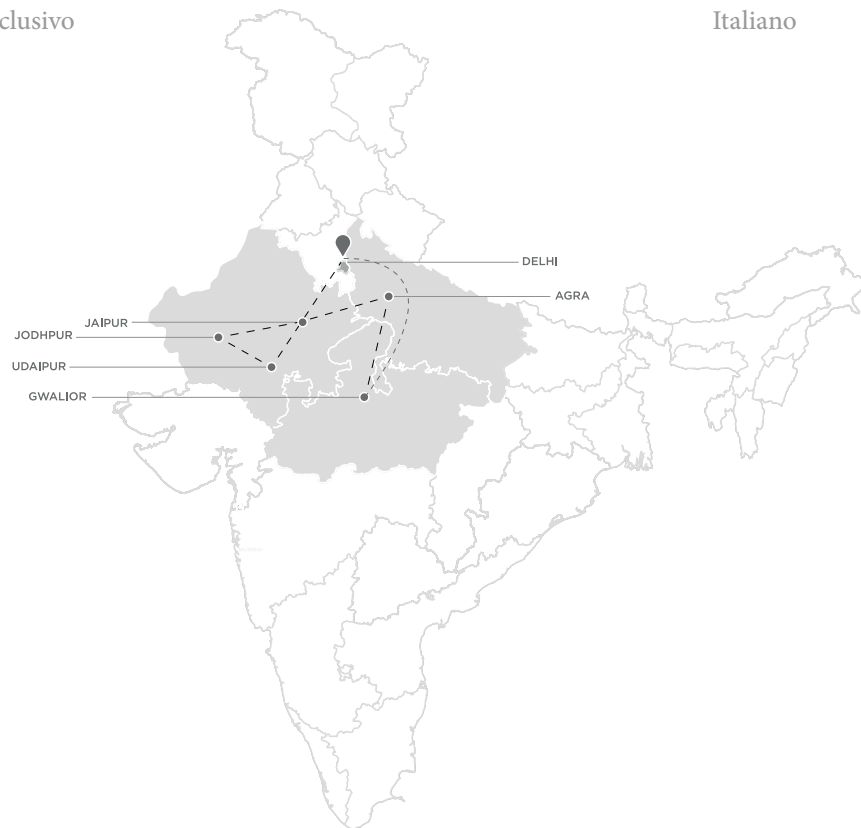 clusivo
Italiano
DELHI
AGRA
JAIPUR
JODHPUR
UDAIPUR
GWALIOR